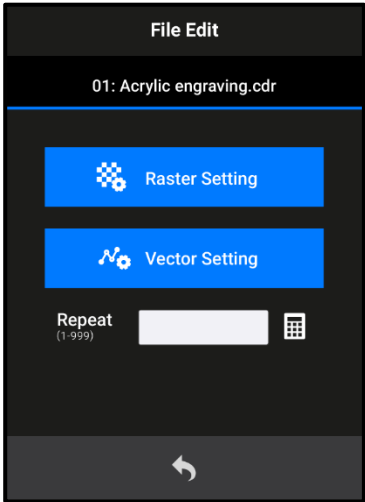 File Edit
01: Acrylic engraving.cdr
Raster Setting
Vector Setting
Repeat
(1-999)